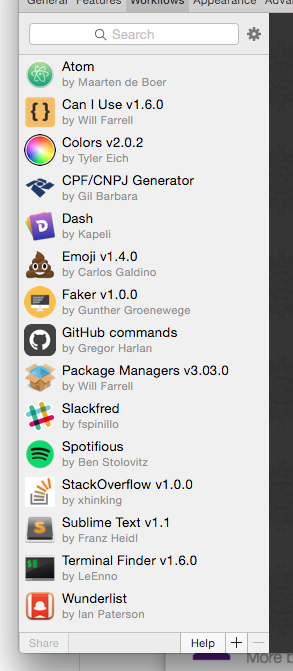 General Features Workflows Appearance
Search
Atom
by Maarten de Boer
Can I Use v1.6.0
by Will Farrell
Colors v2.0.2
by Tyler Eich
CPF/CNPJ Generator
by Gil Barbara
Dash
by Kapeli
Emoji v1.4.0
by Carlos Galdino
Faker v1.0.0
by Gunther Groenewege
GitHub commands
by Gregor Harlan
Package Managers v3.03.0
by Will Farrell
Slackfred
by fspinillo
Spotifious
by Ben Stolovitz
StackOverflow v1.0.0
by xhinking
Sublime Text v1.1
by Franz Heidl
Terminal Finder v1.6.0
by LeEnno
Wunderlist
by Ian Paterson
Share Help + −
More